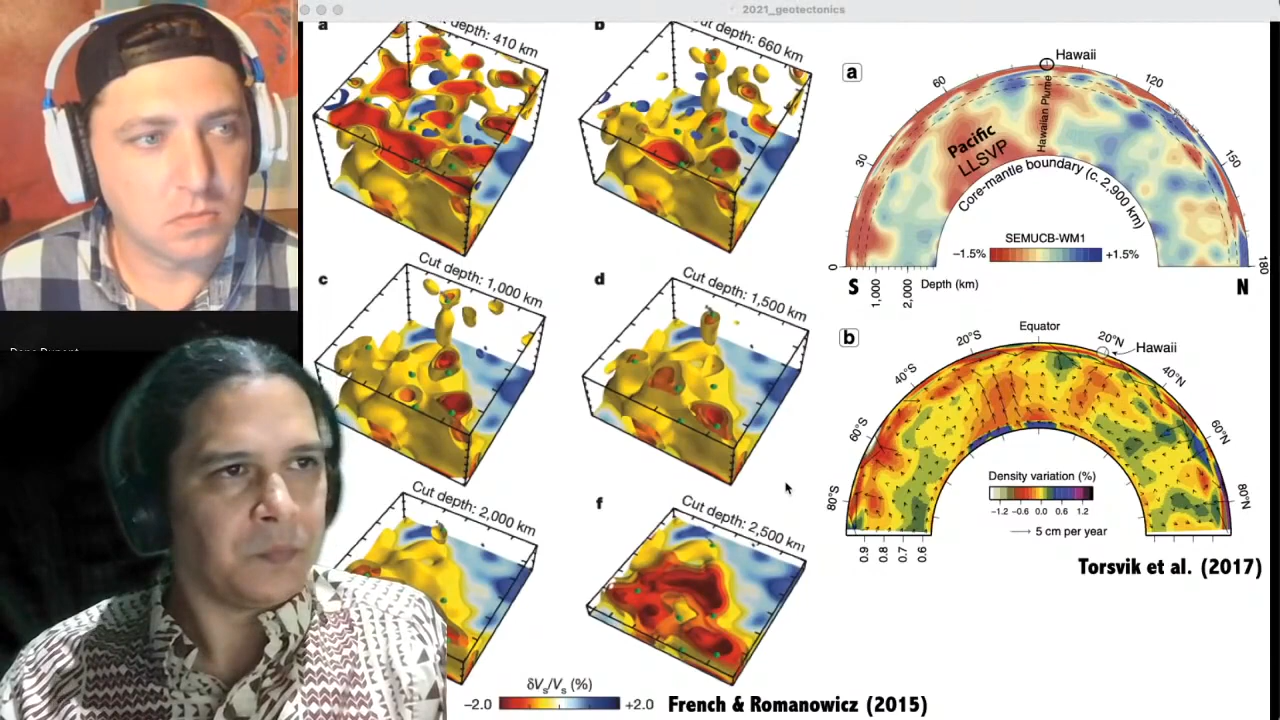 2021_geotectonics
a
Cut depth: 410 km
b
Cut depth: 660 km
c
Cut depth: 1,000 km
d
Cut depth: 1,500 km
Cut depth: 2,000 km
f
Cut depth: 2,500 km
δVs/Vs (%)
−2.0
+2.0
French & Romanowicz (2015)
a
Hawaii
60
120
30
150
0
180
Hawaiian Plume
Pacific
LLSVP
Core-mantle boundary (c. 2,900 km)
SEMUCB-WM1
−1.5%
+1.5%
S
1,000
2,000
Depth (km)
N
b
Equator
20°S
20°N
Hawaii
40°S
40°N
60°S
60°N
80°S
80°N
Density variation (%)
−1.2
−0.6
0.0
0.6
1.2
5 cm per year
0.9
0.8
0.7
0.6
Torsvik et al. (2017)